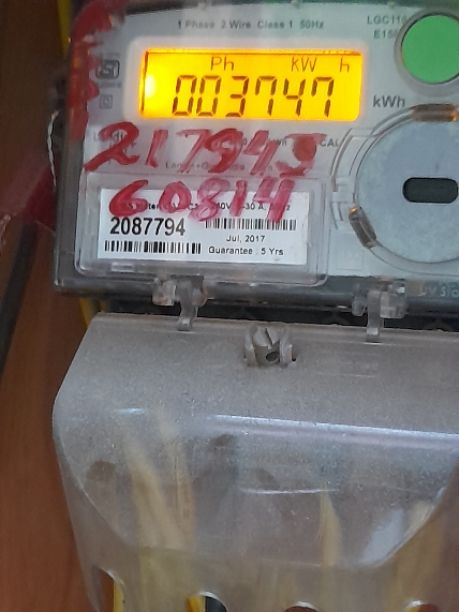 1 Phase 2 Wire Class 1 50Hz
Ph kW h
003747
kWh
217943
60814
2087794
Jul, 2017
Guarantee : 5 Yrs